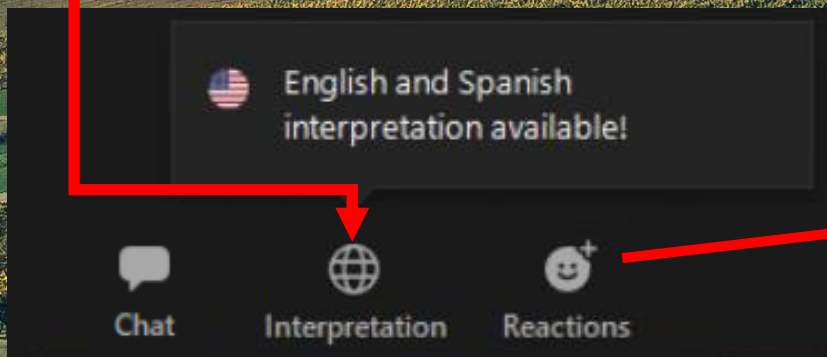 English and Spanish
interpretation available!
Chat
Interpretation
Reactions